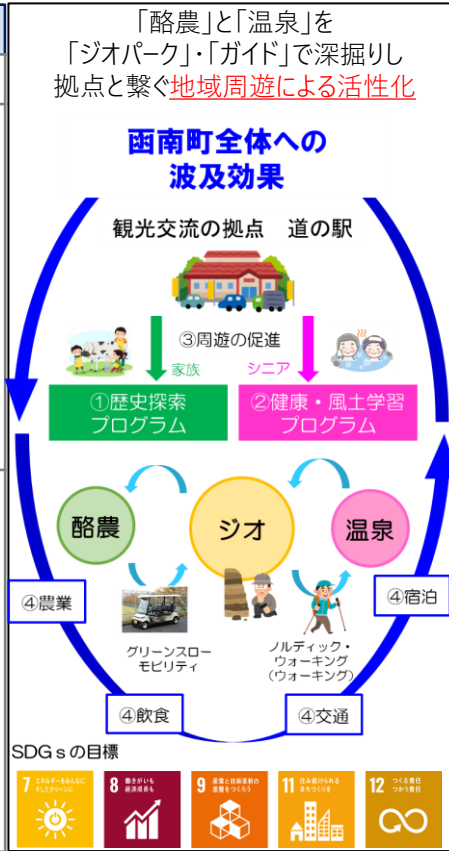 「酪農」と「温泉」を
「ジオパーク」・「ガイド」で深掘りし
拠点と繋ぐ地域周遊による活性化
函南町全体への
波及効果
観光交流の拠点　道の駅
③周遊の促進
家族
シニア
①歴史探索
プログラム
②健康・風土学習
プログラム
酪農
ジオ
温泉
④農業
④宿泊
グリーンスロー
モビリティ
ノルディック・
ウォーキング
(ウォーキング)
④飲食
④交通
SDGｓの目標
7 エネルギーをみんなに
そしてクリーンに
8 働きがいも
経済成長も
9 産業と技術革新の
基盤をつくろう
11 住み続けられる
まちづくりを
12 つくる責任
つかう責任